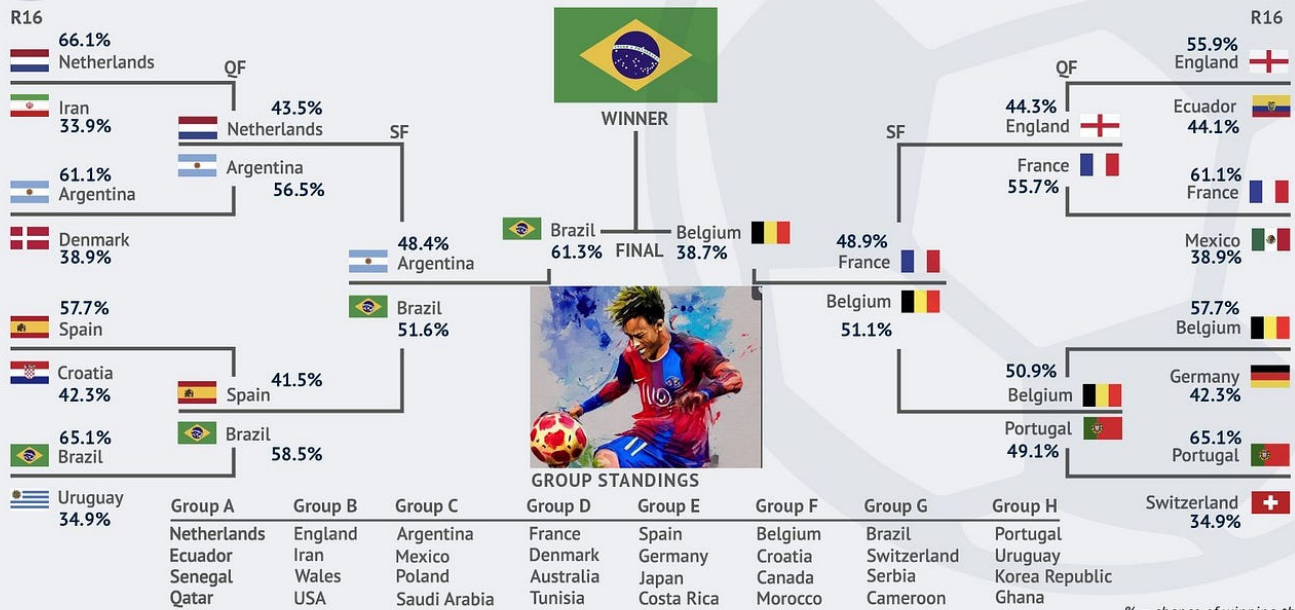 R16
66.1%
Netherlands
Iran
33.9%
61.1%
Argentina
Denmark
38.9%
57.7%
Spain
Croatia
42.3%
65.1%
Brazil
Uruguay
34.9%
QF
43.5%
Netherlands
Argentina
56.5%
41.5%
Spain
Brazil
58.5%
SF
48.4%
Argentina
Brazil
51.6%
WINNER
Brazil
61.3%
FINAL
Belgium
38.7%
SF
48.9%
France
Belgium
51.1%
QF
44.3%
England
France
55.7%
50.9%
Belgium
Portugal
49.1%
R16
55.9%
England
Ecuador
44.1%
61.1%
France
Mexico
38.9%
57.7%
Belgium
Germany
42.3%
65.1%
Portugal
Switzerland
34.9%
11
GROUP STANDINGS
Group A Group B Group C Group D Group E Group F Group G Group H
Netherlands England Argentina France Spain Belgium Brazil Portugal
Ecuador Iran Mexico Denmark Germany Croatia Switzerland Uruguay
Senegal Wales Poland Australia Japan Canada Serbia Korea Republic
Qatar USA Saudi Arabia Tunisia Costa Rica Morocco Cameroon Ghana